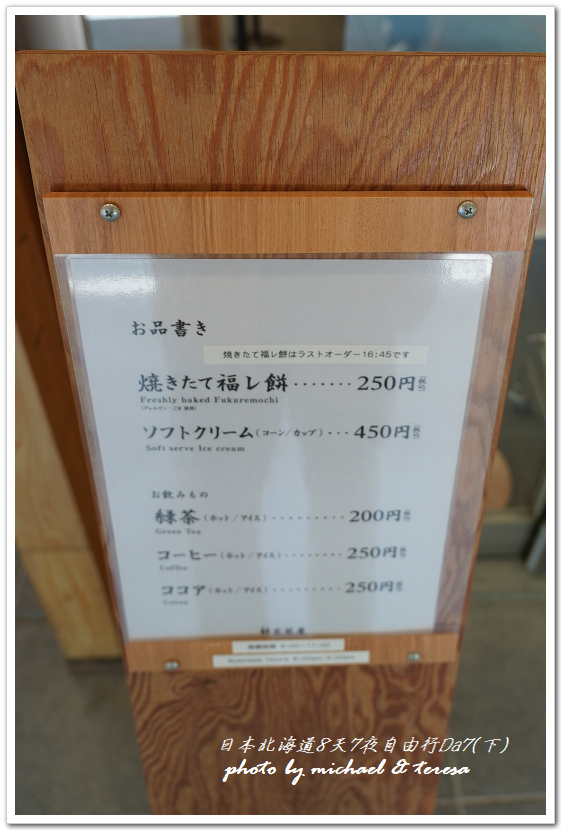 お品書き
焼きたて福レ餅はラストオーダー16:45です
焼きたて福レ餅・・・・・・・250円(税込)
Freshly baked Fukuremochi
ソフトクリーム(コーン/カップ)・・・450円(税込)
Soft serve Ice cream
お飲みもの
緑茶(ホット/アイス)・・・・・・・・・・200円
Green Tea
コーヒー(ホット/アイス)・・・・・・・・・250円
Coffee
ココア(ホット/アイス)・・・・・・・・・・250円
Cocoa
日本北海道8天7夜自由行Da7(下)
photo by michael & teresa